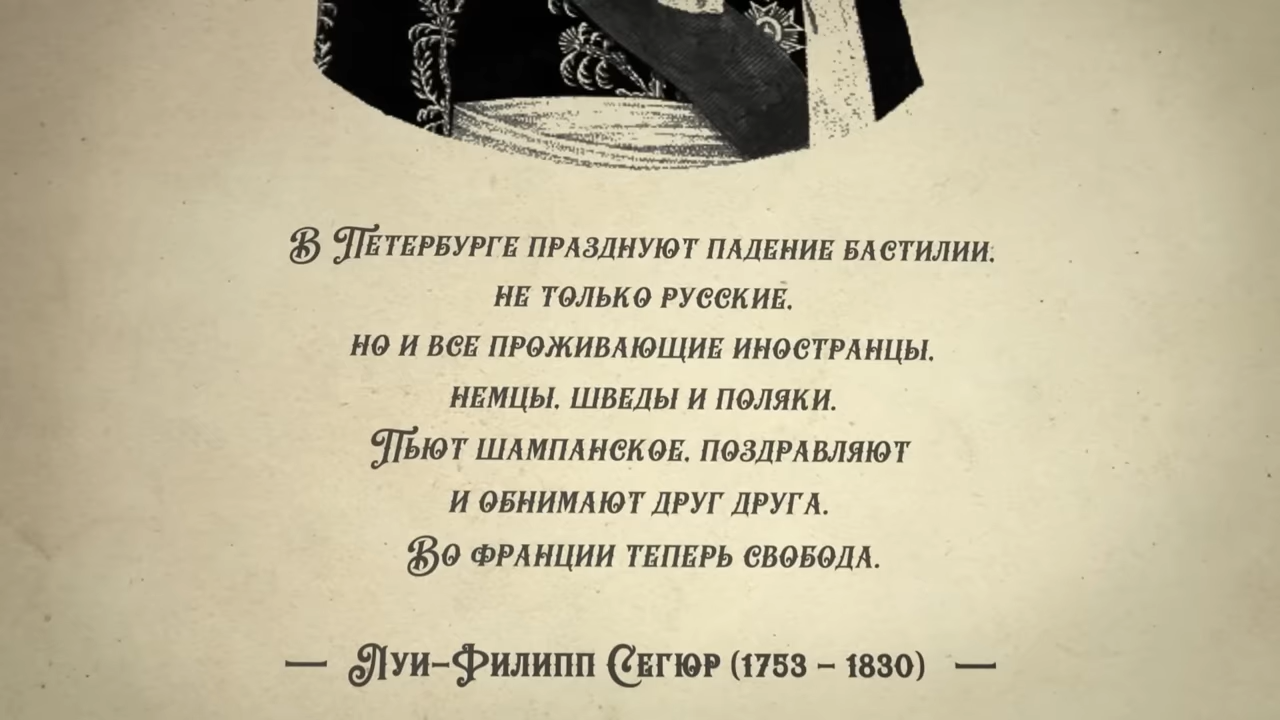 В Петербурге празднуют падение бастилии:
не только русские,
но и все проживающие иностранцы,
немцы, шведы и поляки.
Пьют шампанское, поздравляют
и обнимают друг друга.
Во франции теперь свобода.
— Луи-Филипп Сегюр (1753 – 1830) —